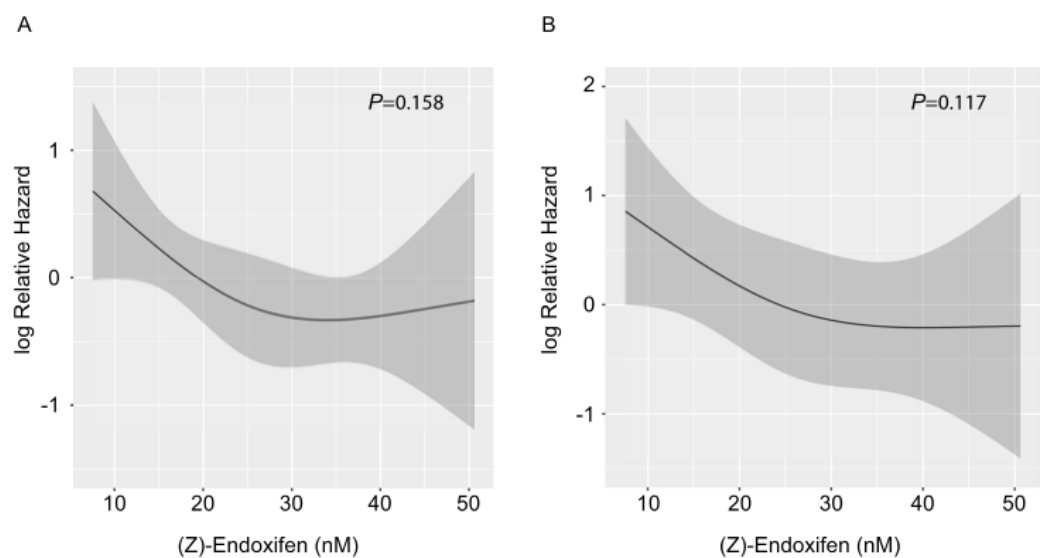 A
P=0.158
log Relative Hazard
1
0
-1
10 20 30 40 50
(Z)-Endoxifen (nM)
B
P=0.117
log Relative Hazard
2
1
0
-1
10 20 30 40 50
(Z)-Endoxifen (nM)